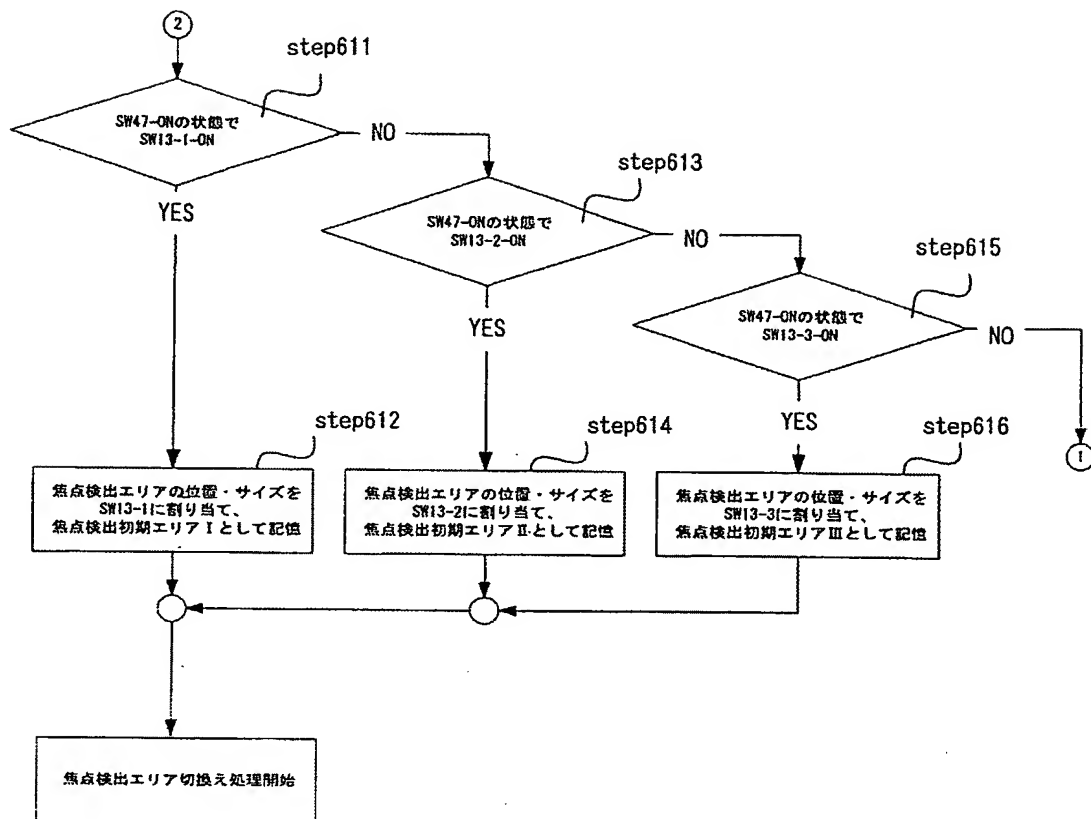 2
step611
SW47-ONの状態で
SW13-1-ON
NO
YES
step613
SW47-ONの状態で
SW13-2-ON
NO
YES
step615
SW47-ONの状態で
SW13-3-ON
NO
YES
1
step612
焦点検出エリアの位置・サイズを
SW13-1に割り当て、
焦点検出初期エリアⅠとして記憶
step614
焦点検出エリアの位置・サイズを
SW13-2に割り当て、
焦点検出初期エリアⅡとして記憶
step616
焦点検出エリアの位置・サイズを
SW13-3に割り当て、
焦点検出初期エリアⅢとして記憶
焦点検出エリア切換え処理開始